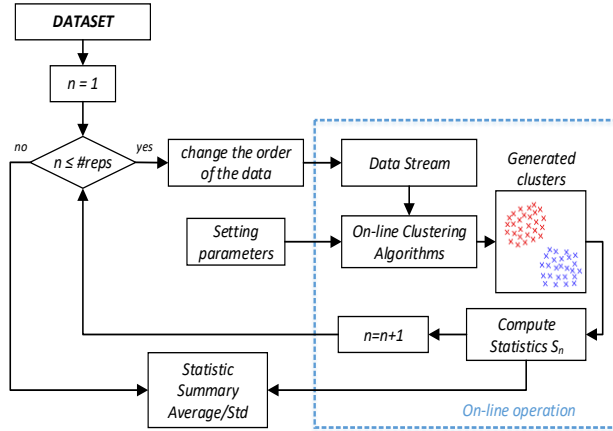 DATASET
n = 1
no
n ≤ #reps
yes
change the order
of the data
Data Stream
Generated
clusters
Setting
parameters
On-line Clustering
Algorithms
n=n+1
Compute
Statistics Sn
Statistic
Summary
Average/Std
On-line operation